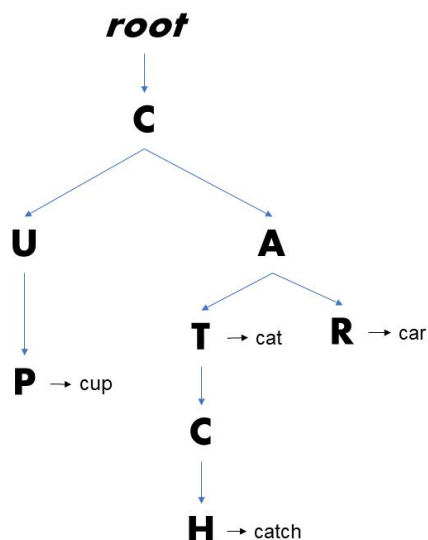 root
C
U A
T → cat R → car
P → cup
C
H → catch